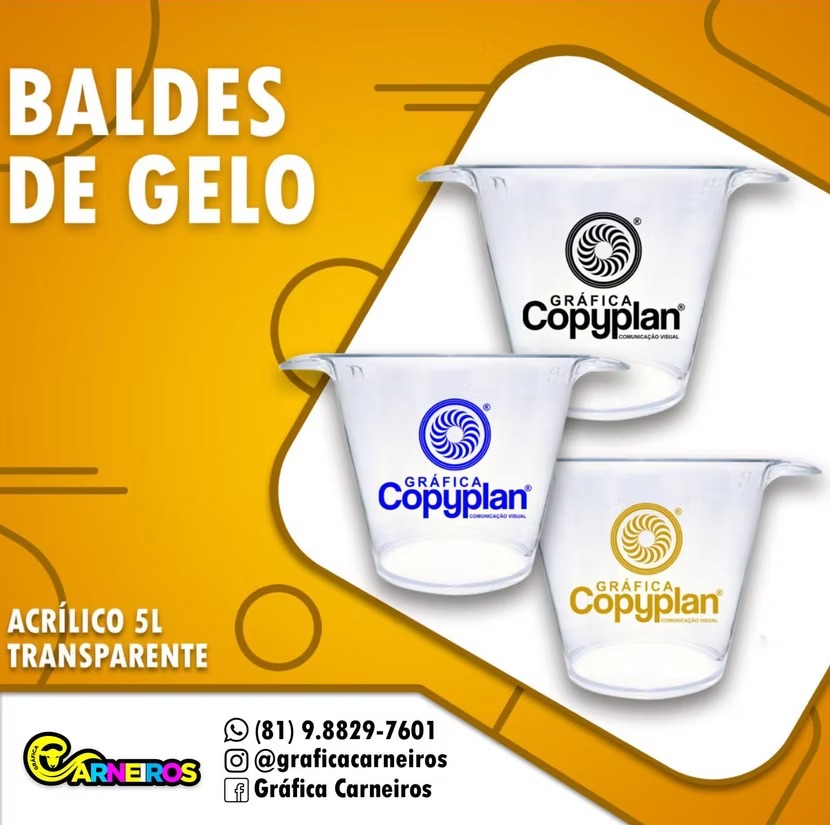 BALDES
DE GELO
®
GRÁFICA
Copyplan®
COMUNICAÇÃO VISUAL
®
GRÁFICA
Copyplan®
COMUNICAÇÃO VISUAL
®
GRÁFICA
Copyplan®
COMUNICAÇÃO VISUAL
ACRÍLICO 5L
TRANSPARENTE
GRÁFICA
CARNEIROS
(81) 9.8829-7601
@graficacarneiros
Gráfica Carneiros